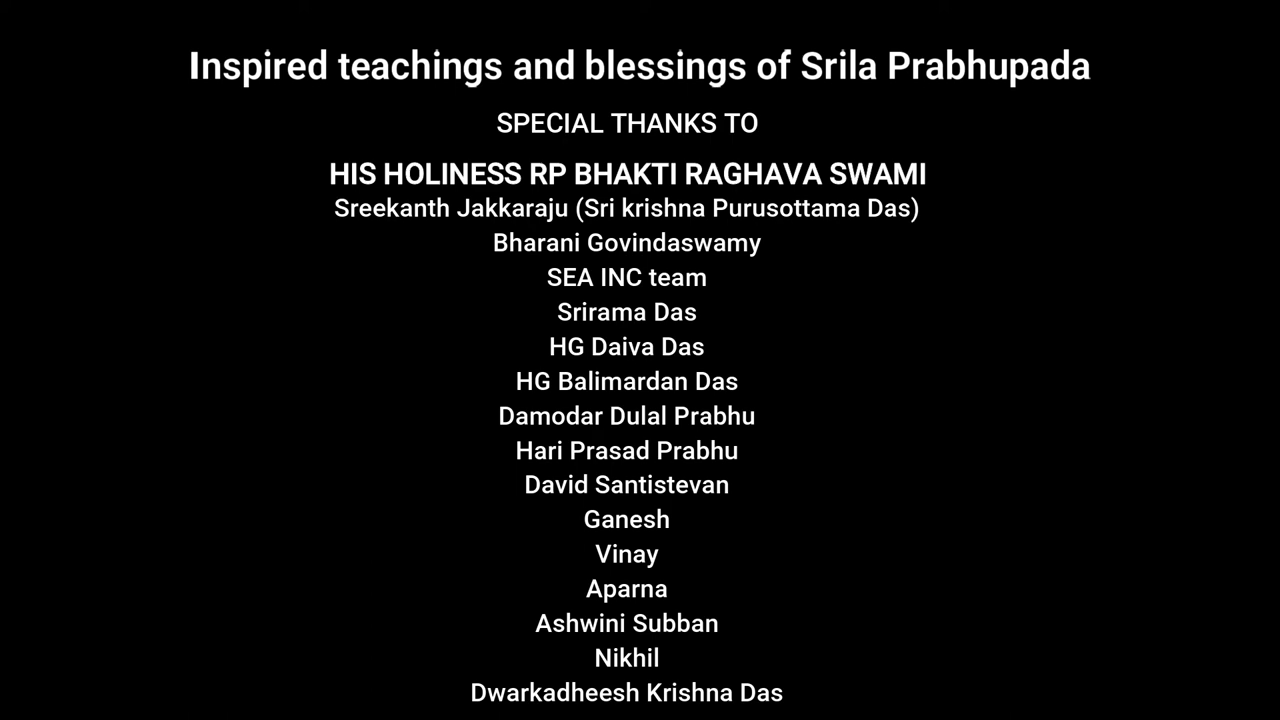 Inspired teachings and blessings of Srila Prabhupada
SPECIAL THANKS TO
HIS HOLINESS RP BHAKTI RAGHAVA SWAMI
Sreekanth Jakkaraju (Sri krishna Purusottama Das)
Bharani Govindaswamy
SEA INC team
Srirama Das
HG Daiva Das
HG Balimardan Das
Damodar Dulal Prabhu
Hari Prasad Prabhu
David Santistevan
Ganesh
Vinay
Aparna
Ashwini Subban
Nikhil
Dwarkadheesh Krishna Das